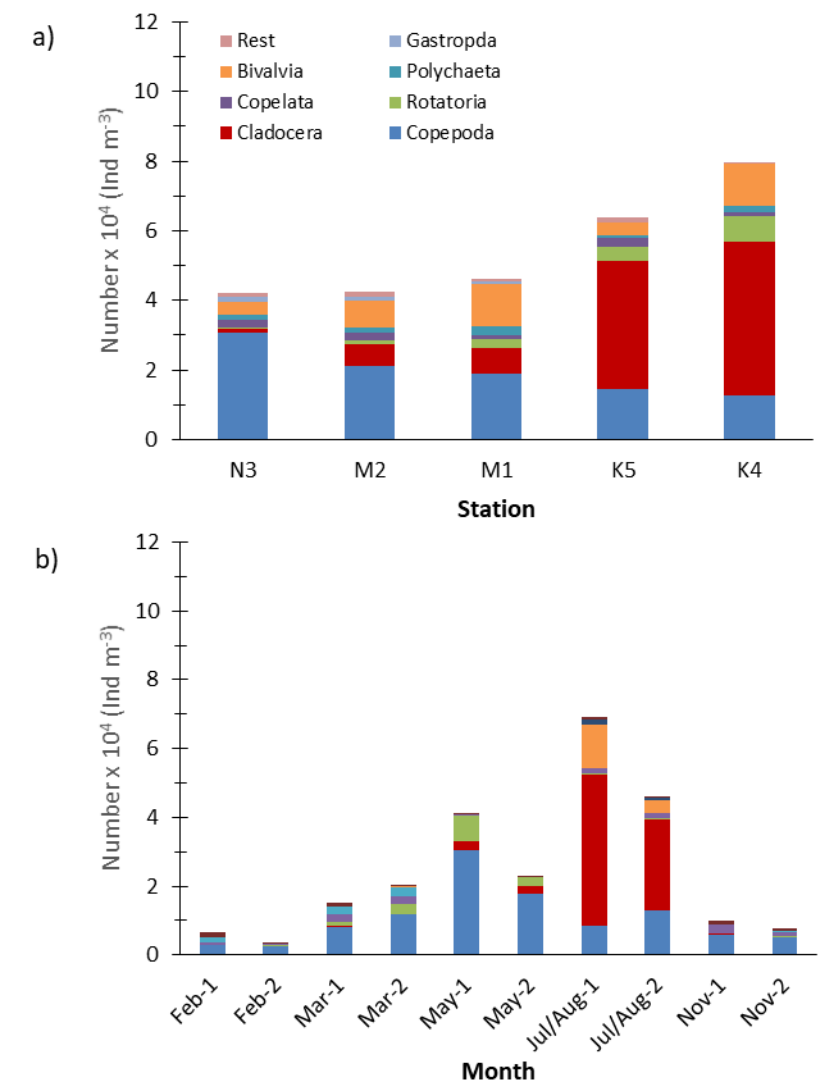 a)
Number x 10⁴ (Ind m⁻³)
12
10
8
6
4
2
0
Rest
Gastropda
Bivalvia
Polychaeta
Copelata
Rotatoria
Cladocera
Copepoda
N3 M2 M1 K5 K4
Station
b)
Number x 10⁴ (Ind m⁻³)
12
10
8
6
4
2
0
Feb-1 Feb-2 Mar-1 Mar-2 May-1 May-2 Jul//Aug-1 Jul//Aug-2 Nov-1 Nov-2
Month